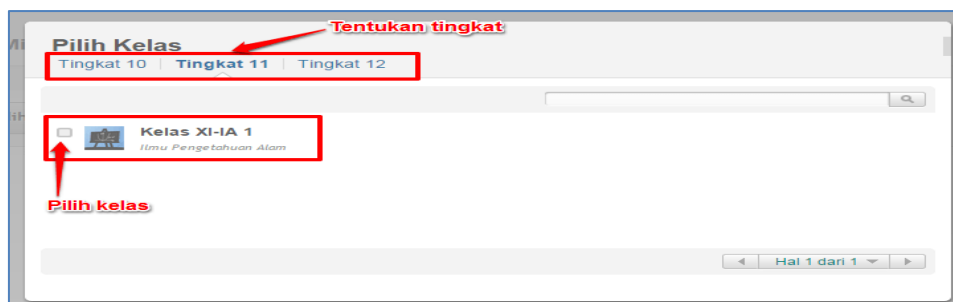 Tentukan tingkat
Pilih Kelas
Tingkat 10 | Tingkat 11 | Tingkat 12
Kelas XI-IA 1
Ilmu Pengetahuan Alam
Pilih kelas
Hal 1 dari 1